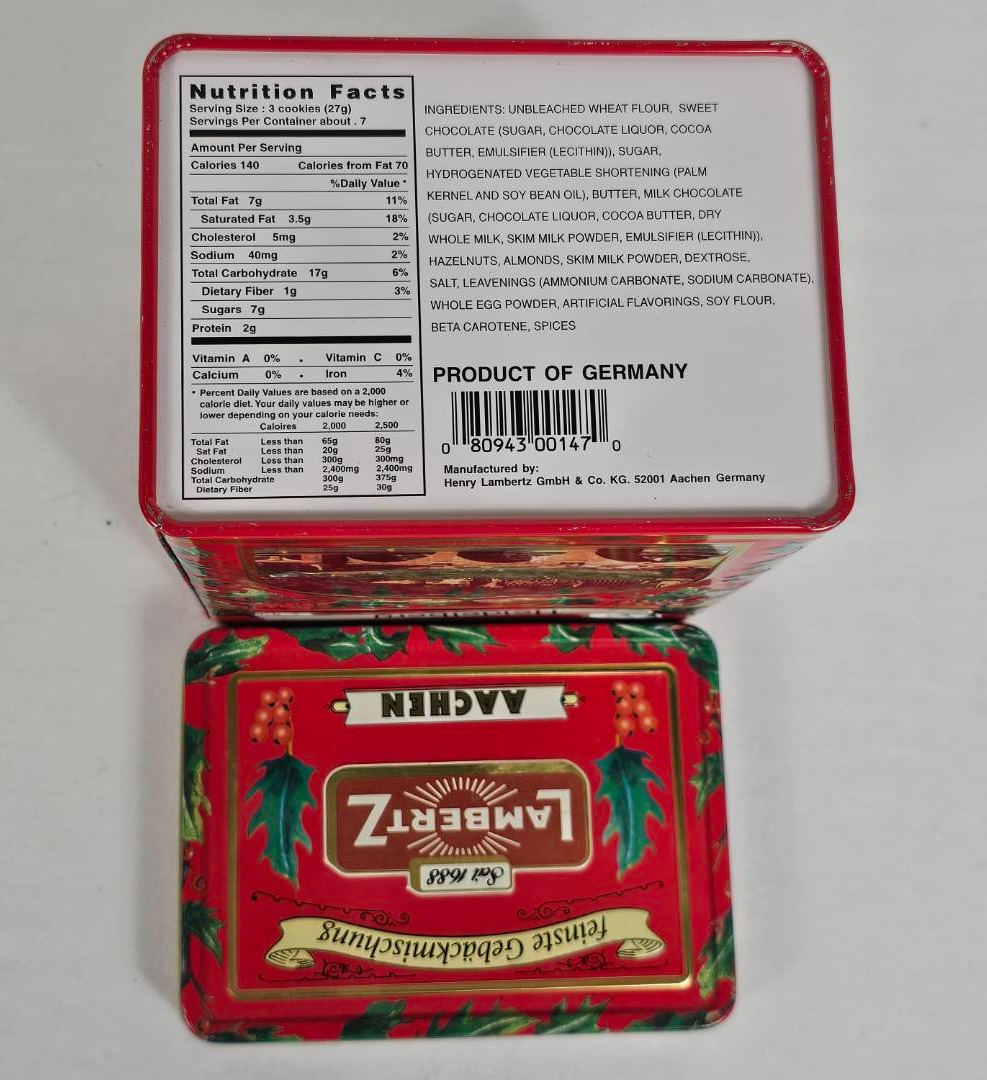 Nutrition Facts
Serving Size : 3 cookies (27g)
Servings Per Container about . 7
Amount Per Serving
Calories 140 Calories from Fat 70
%Daily Value *
Total Fat 7g 11%
Saturated Fat 3.5g 18%
Cholesterol 5mg 2%
Sodium 40mg 2%
Total Carbohydrate 17g 6%
Dietary Fiber 1g 3%
Sugars 7g
Protein 2g
Vitamin A 0% . Vitamin C 0%
Calcium 0% . Iron 4%
* Percent Daily Values are based on a 2,000
calorie diet. Your daily values may be higher or
lower depending on your calorie needs:
Caloires 2,000 2,500
Total Fat Less than 65g 80g
Sat Fat Less than 20g 25g
Cholesterol Less than 300g 300mg
Sodium Less than 2,400mg 2,400mg
Total Carbohydrate 300g 375g
Dietary Fiber 25g 30g
INGREDIENTS: UNBLEACHED WHEAT FLOUR, SWEET
CHOCOLATE (SUGAR, CHOCOLATE LIQUOR, COCOA
BUTTER, EMULSIFIER (LECITHIN)), SUGAR,
HYDROGENATED VEGETABLE SHORTENING (PALM
KERNEL AND SOY BEAN OIL), BUTTER, MILK CHOCOLATE
(SUGAR, CHOCOLATE LIQUOR, COCOA BUTTER, DRY
WHOLE MILK, SKIM MILK POWDER, EMULSIFIER (LECITHIN)),
HAZELNUTS, ALMONDS, SKIM MILK POWDER, DEXTROSE,
SALT, LEAVENINGS (AMMONIUM CARBONATE, SODIUM CARBONATE),
WHOLE EGG POWDER, ARTIFICIAL FLAVORINGS, SOY FLOUR,
BETA CAROTENE, SPICES
PRODUCT OF GERMANY
0 80943 00147 0
Manufactured by:
Henry Lambertz GmbH & Co. KG. 52001 Aachen Germany
feinste Gebäckmischung
Seit 1688
LAMBERTZ
AACHEN